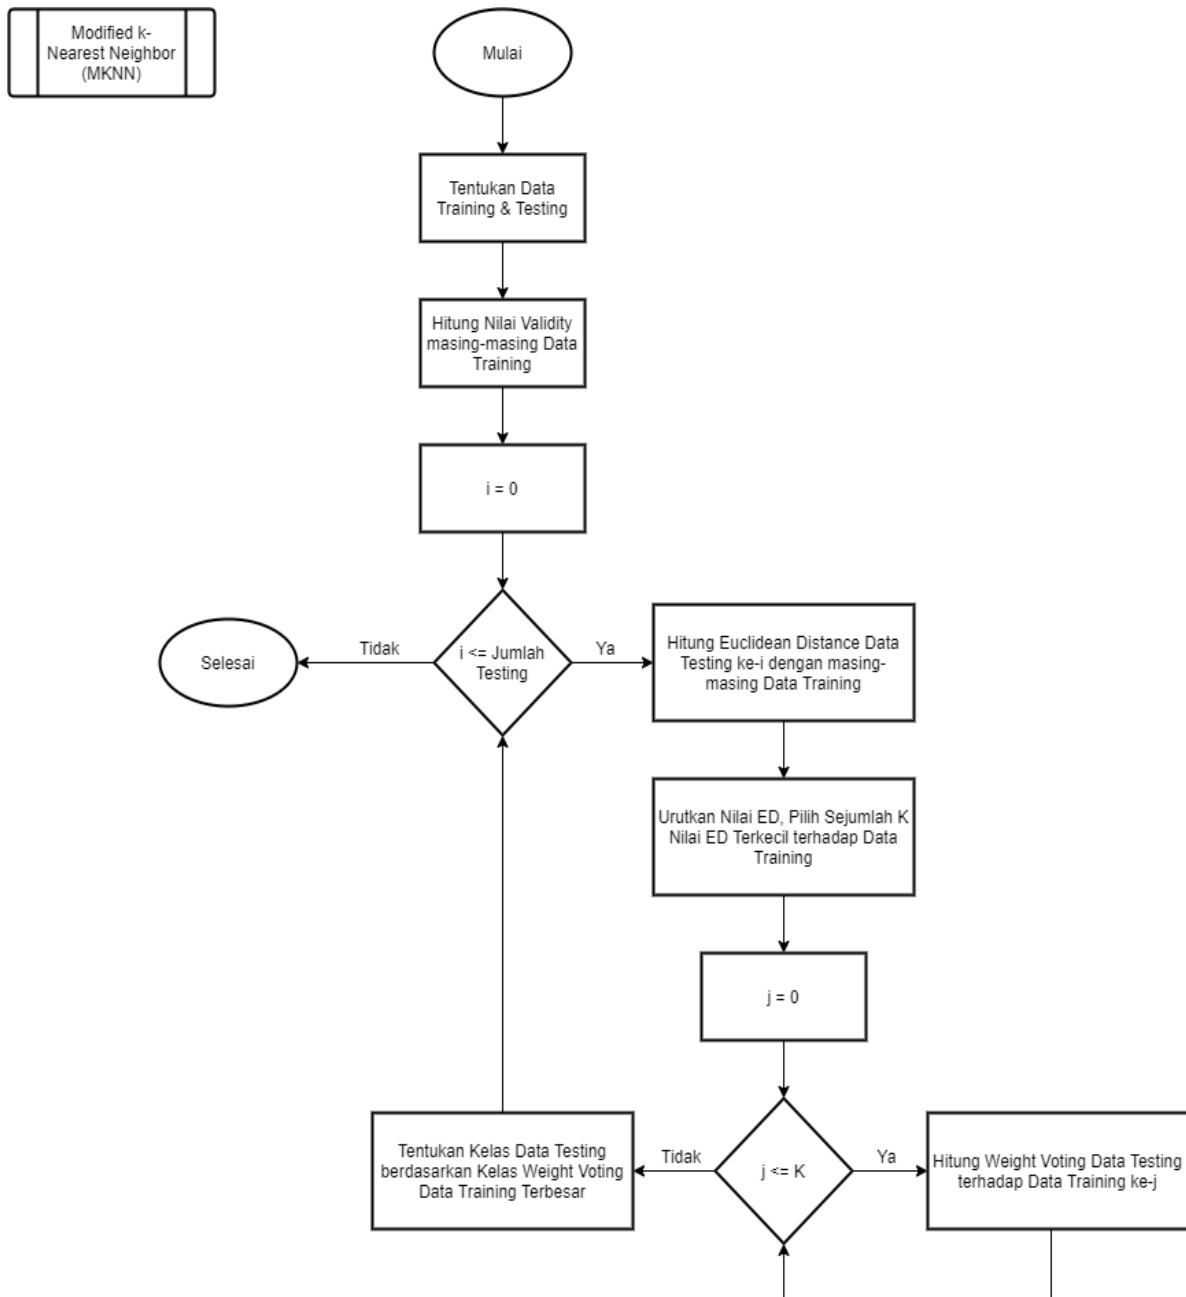 Modified k-
Nearest Neighbor
(MKNN)
Mulai
Tentukan Data
Training & Testing
Hitung Nilai Validity
masing-masing Data
Training
i = 0
i <= Jumlah
Testing
Tidak
Selesai
Ya
Hitung Euclidean Distance Data
Testing ke-i dengan masing-
masing Data Training
Urutkan Nilai ED, Pilih Sejumlah K
Nilai ED Terkecil terhadap Data
Training
j = 0
j <= K
Tidak
Tentukan Kelas Data Testing
berdasarkan Kelas Weight Voting
Data Training Terbesar
Ya
Hitung Weight Voting Data Testing
terhadap Data Training ke-j